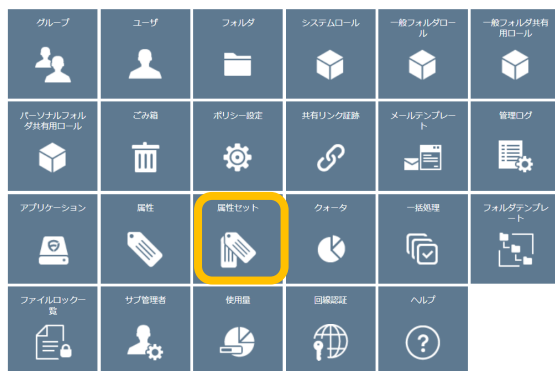 グループ
ユーザ
フォルダ
システムロール
一般フォルダロー
ル
一般フォルダ共有
用ロール
パーソナルフォル
ダ共有用ロール
ごみ箱
ポリシー設定
共有リンク証跡
メールテンプレー
ト
管理ログ
アプリケーション
属性
属性セット
クォータ
一括処理
フォルダテンプレ
ート
ファイルロック一
覧
サブ管理者
使用量
回線認証
ヘルプ